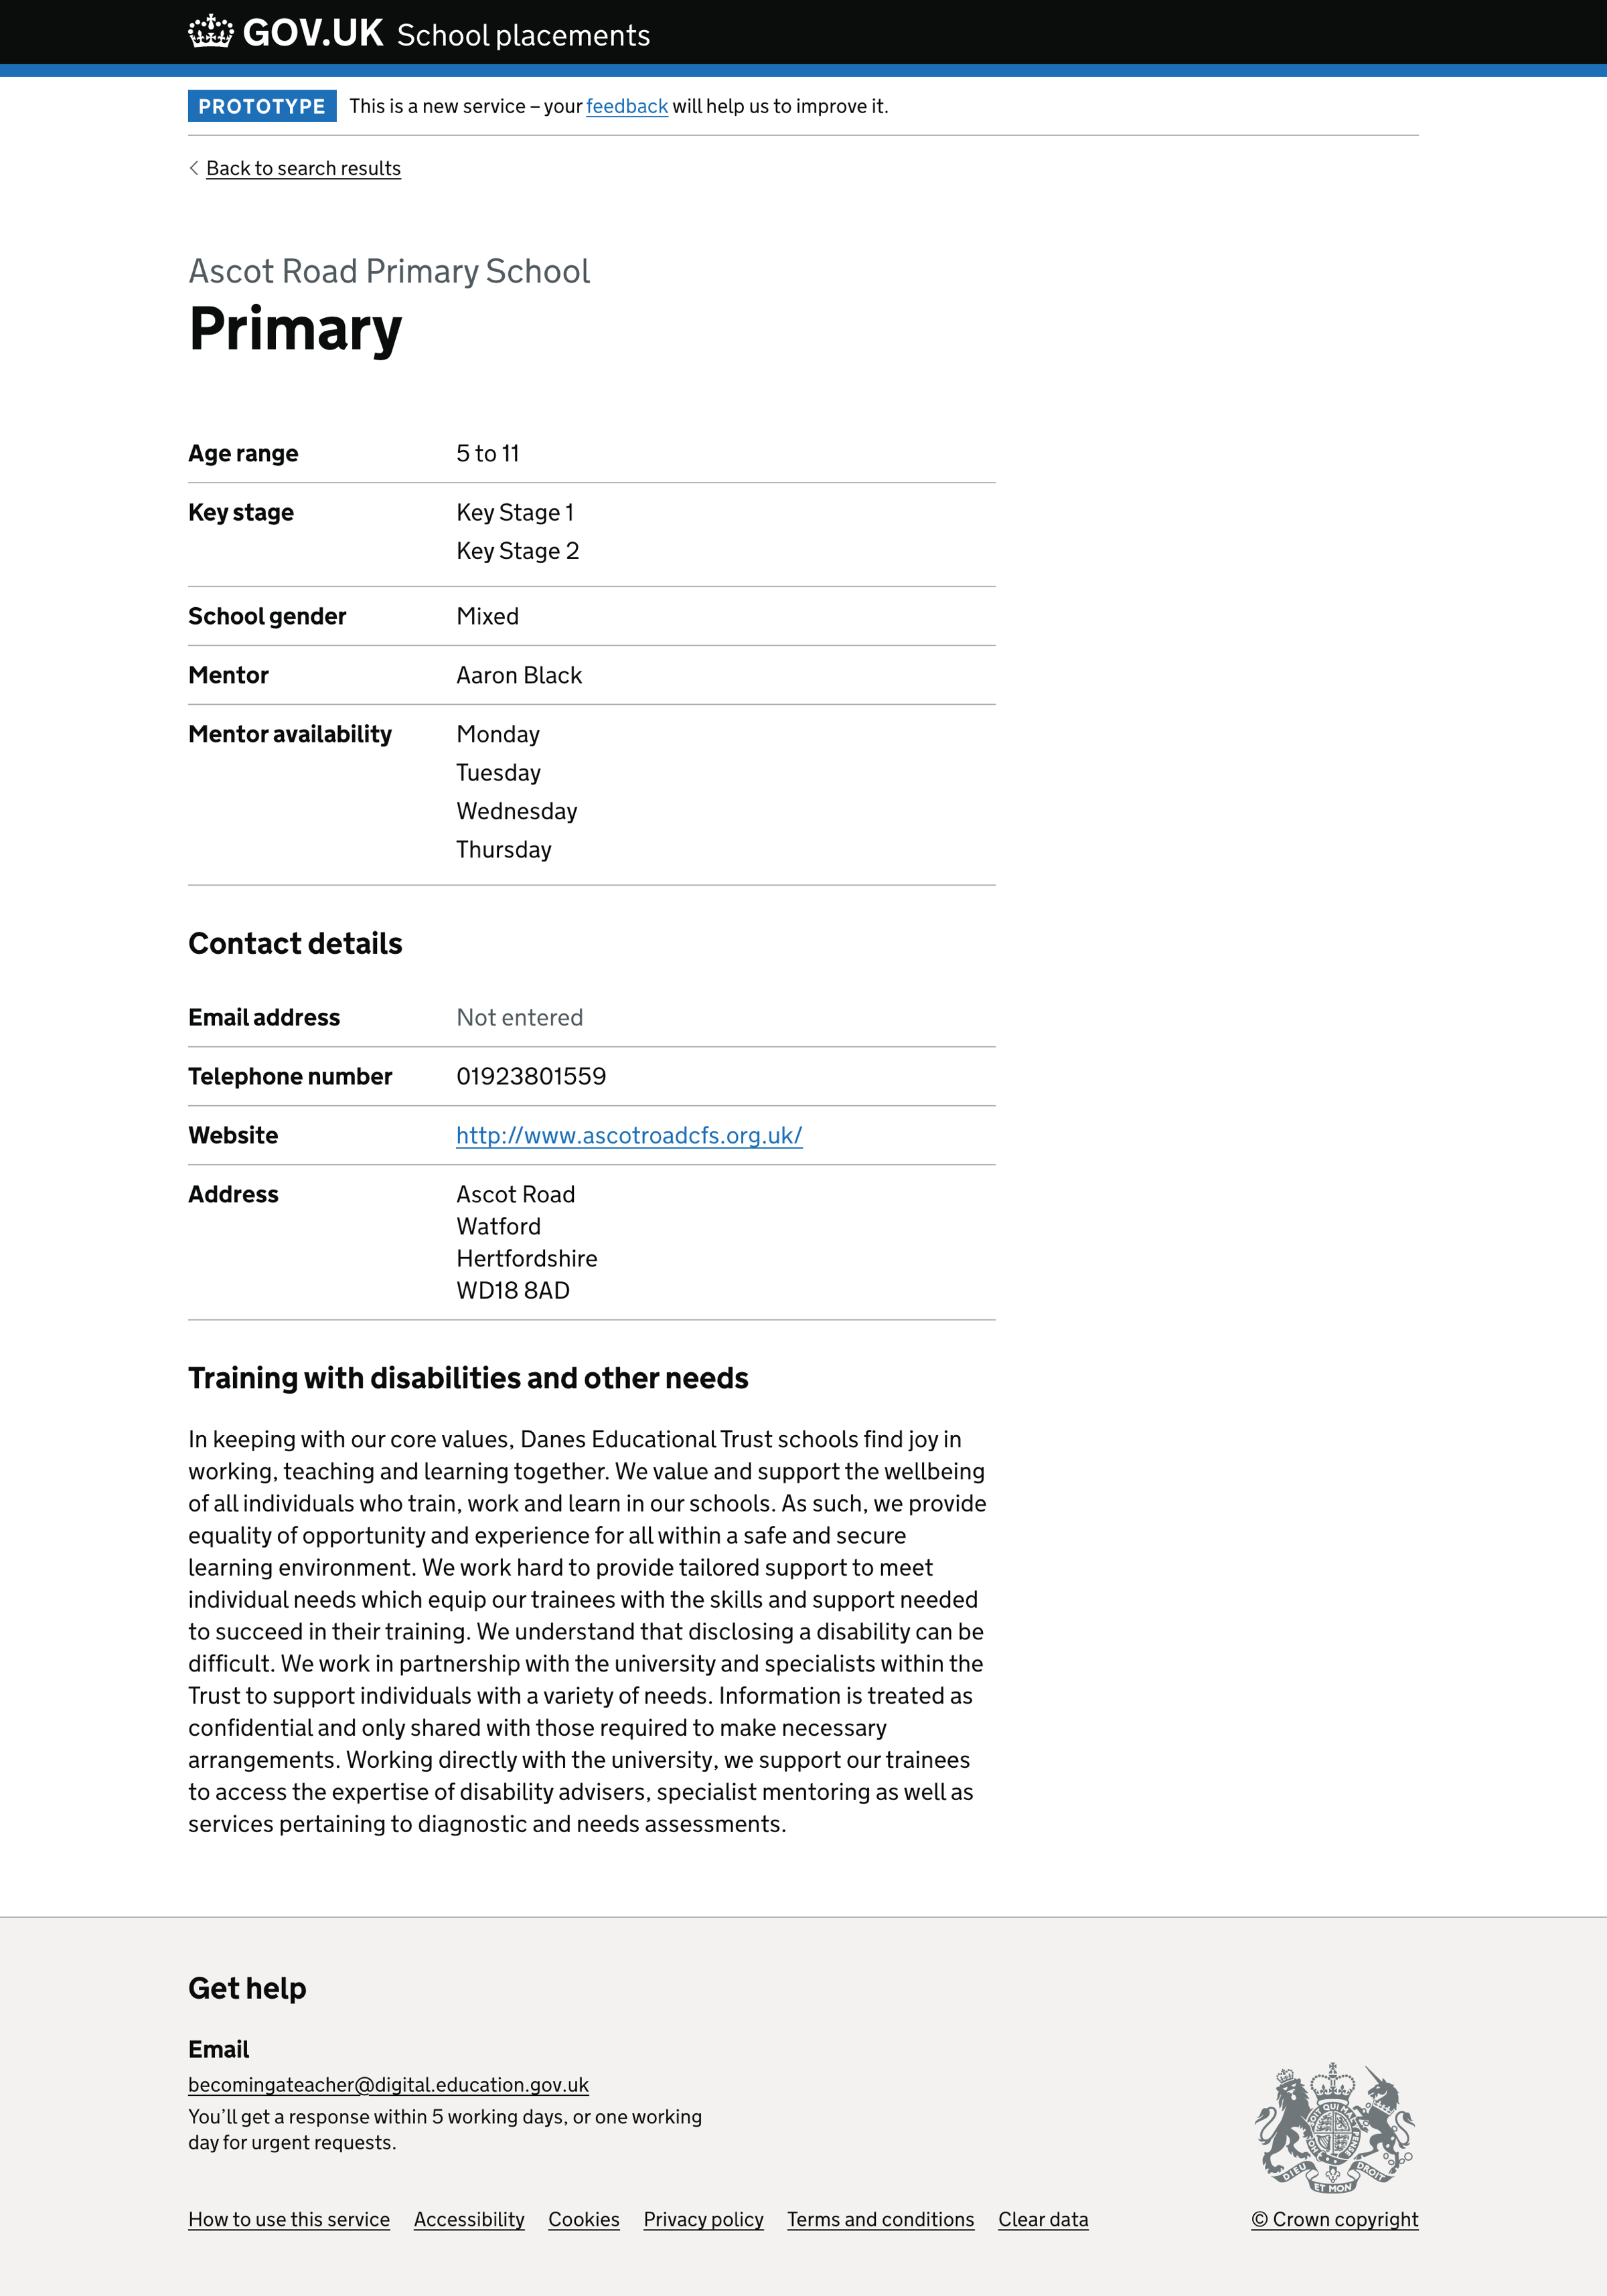 GOV.UK School placements
PROTOTYPE This is a new service – your feedback will help us to improve it.
Back to search results
Ascot Road Primary School
Primary
Age range 5 to 11
Key stage Key Stage 1
Key Stage 2
School gender Mixed
Mentor Aaron Black
Mentor availability Monday
Tuesday
Wednesday
Thursday
Contact details
Email address Not entered
Telephone number 01923801559
Website http://www.ascotroadcfs.org.uk/
Address Ascot Road
Watford
Hertfordshire
WD18 8AD
Training with disabilities and other needs
In keeping with our core values, Danes Educational Trust schools find joy in
working, teaching and learning together. We value and support the wellbeing
of all individuals who train, work and learn in our schools. As such, we provide
equality of opportunity and experience for all within a safe and secure
learning environment. We work hard to provide tailored support to meet
individual needs which equip our trainees with the skills and support needed
to succeed in their training. We understand that disclosing a disability can be
difficult. We work in partnership with the university and specialists within the
Trust to support individuals with a variety of needs. Information is treated as
confidential and only shared with those required to make necessary
arrangements. Working directly with the university, we support our trainees
to access the expertise of disability advisers, specialist mentoring as well as
services pertaining to diagnostic and needs assessments.
Get help
Email
becomingateacher@digital.education.gov.uk
You’ll get a response within 5 working days, or one working
day for urgent requests.
DIEU ET MON DROIT
How to use this service Accessibility Cookies Privacy policy Terms and conditions Clear data © Crown copyright